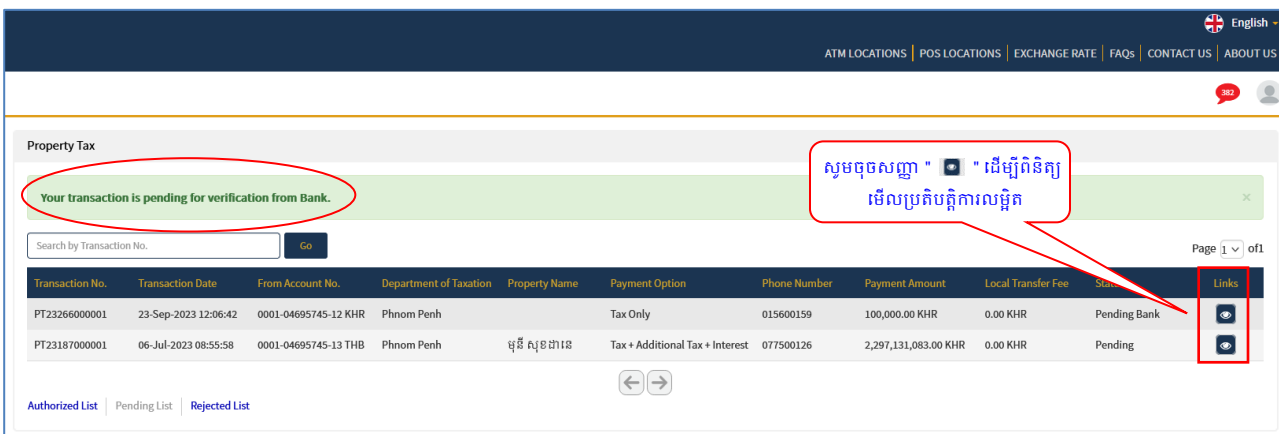 English
ATM LOCATIONS POS LOCATIONS EXCHANGE RATE FAQs CONTACT US ABOUT US
382
Property Tax
សូមចុចសញ្ញា " " ដើម្បីពិនិត្យ
មើលប្រតិបត្តិការលម្អិត
Your transaction is pending for verification from Bank.
Search by Transaction No. Go Page 1 of1
Transaction No. Transaction Date From Account No. Department of Taxation Property Name Payment Option Phone Number Payment Amount Local Transfer Fee Links
PT23266000001 23-Sep-2023 12:06:42 0001-04695745-12 KHR Phnom Penh Tax Only 015600159 100,000.00 KHR 0.00 KHR Pending Bank
PT23187000001 06-Jul-2023 08:55:58 0001-04695745-13 THB Phnom Penh មុនី សុខដានេ Tax + Additional Tax + Interest 077500126 2,297,131,083.00 KHR 0.00 KHR Pending
Authorized List Pending List Rejected List